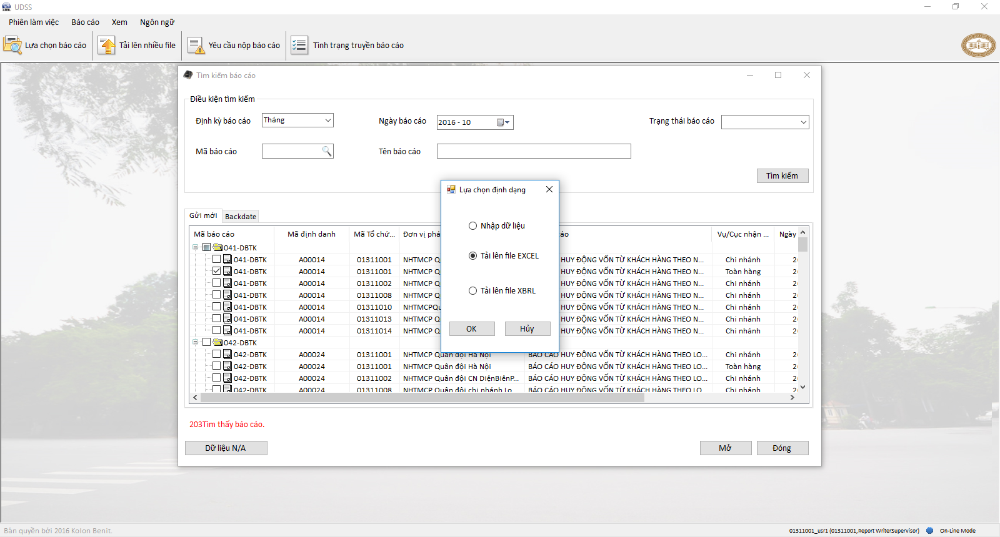 UDSS
Phiên làm việc Báo cáo Xem Ngôn ngữ
Lựa chọn báo cáo Tải lên nhiều file Yêu cầu nộp báo cáo Tình trạng truyền báo cáo
Tìm kiếm báo cáo
Điều kiện tìm kiếm
Định kỳ báo cáo Tháng Ngày báo cáo 2016 - 10 Trạng thái báo cáo
Mã báo cáo Tên báo cáo
Tìm kiếm
Lựa chọn định dạng
Nhập dữ liệu
Tải lên file EXCEL
Tải lên file XBRL
OK Hủy
Gửi mới Backdate
Mã báo cáo Mã định danh Mã Tổ chứ... Đơn vị phá áo Vụ/Cục nhận ... Ngày
041-DBTK
041-DBTK A00014 01311001 NHTMCP Q HUY ĐỘNG VỐN TỪ KHÁCH HÀNG THEO N... Chi nhánh 2
041-DBTK A00014 01311001 NHTMCP Q HUY ĐỘNG VỐN TỪ KHÁCH HÀNG THEO N... Toàn hàng 2
041-DBTK A00014 01311002 NHTMCP Q HUY ĐỘNG VỐN TỪ KHÁCH HÀNG THEO N... Chi nhánh 2
041-DBTK A00014 01311008 NHTMCP Q HUY ĐỘNG VỐN TỪ KHÁCH HÀNG THEO N... Chi nhánh 2
041-DBTK A00014 01311010 NHTMCPQu HUY ĐỘNG VỐN TỪ KHÁCH HÀNG THEO N... Chi nhánh 2
041-DBTK A00014 01311013 NHTMCP Q HUY ĐỘNG VỐN TỪ KHÁCH HÀNG THEO N... Chi nhánh 2
041-DBTK A00014 01311014 NHTMCP Q HUY ĐỘNG VỐN TỪ KHÁCH HÀNG THEO N... Chi nhánh 2
042-DBTK
042-DBTK A00024 01311001 NHTMCP Quân đội Hà Nội BÁO CÁO HUY ĐỘNG VỐN TỪ KHÁCH HÀNG THEO LO... Chi nhánh 2
042-DBTK A00024 01311001 NHTMCP Quân đội Hà Nội BÁO CÁO HUY ĐỘNG VỐN TỪ KHÁCH HÀNG THEO LO... Toàn hàng 2
042-DBTK A00024 01311002 NHTMCP Quân đội CN DiệnBiênP... BÁO CÁO HUY ĐỘNG VỐN TỪ KHÁCH HÀNG THEO LO... Chi nhánh 2
042-DBTK A00024 01311008 NHTMCP Quân đội chi nhánh Lo BÁO CÁO HUY ĐỘNG VỐN TỪ KHÁCH HÀNG THEO LO Chi nhánh 2
203Tìm thấy báo cáo.
Dữ liệu N/A Mở Đóng
Bản quyền bởi 2016 Kolon Benit. 01311001_usr1 (01311001,Report WriterSupervisor) On-Line Mode